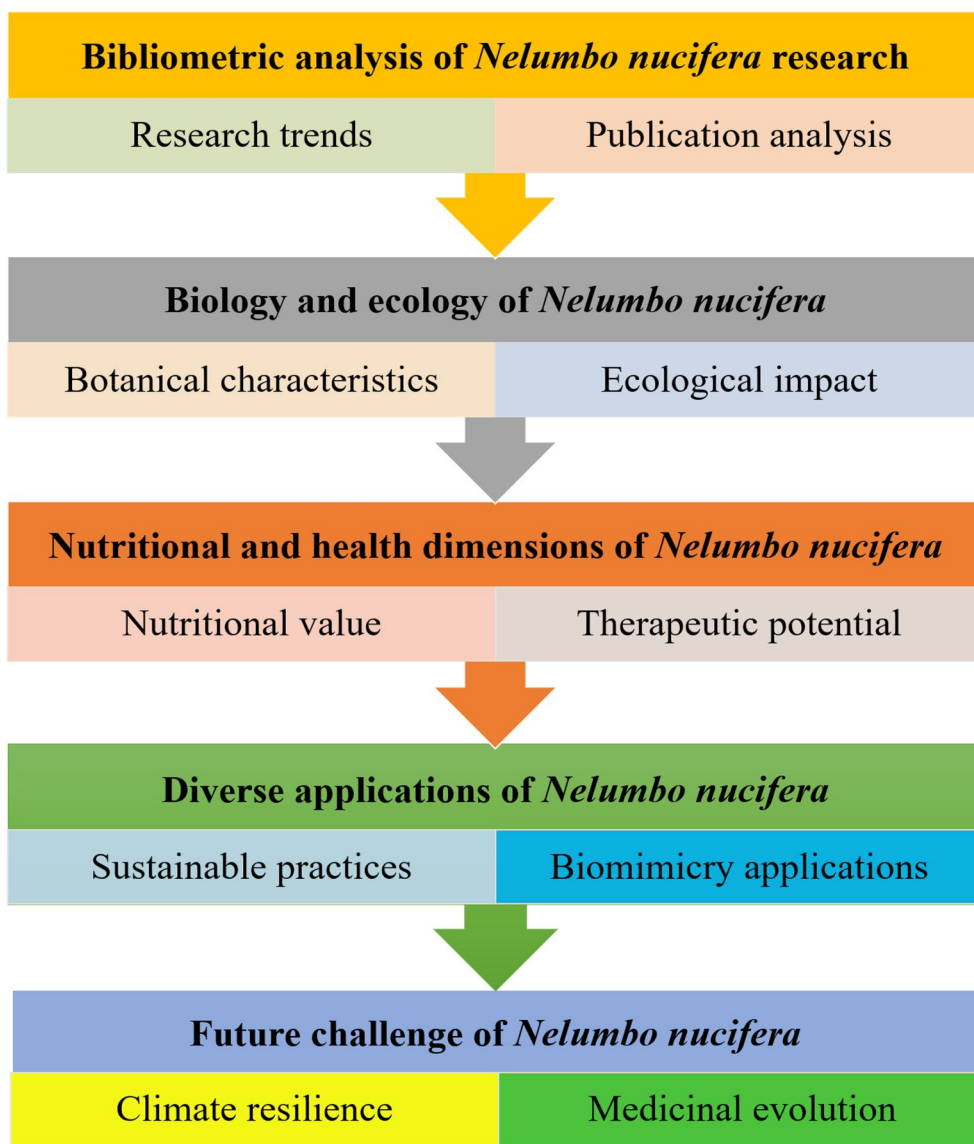 Bibliometric analysis of Nelumbo nucifera research
Research trends
Publication analysis
Biology and ecology of Nelumbo nucifera
Botanical characteristics
Ecological impact
Nutritional and health dimensions of Nelumbo nucifera
Nutritional value
Therapeutic potential
Diverse applications of Nelumbo nucifera
Sustainable practices
Biomimicry applications
Future challenge of Nelumbo nucifera
Climate resilience
Medicinal evolution